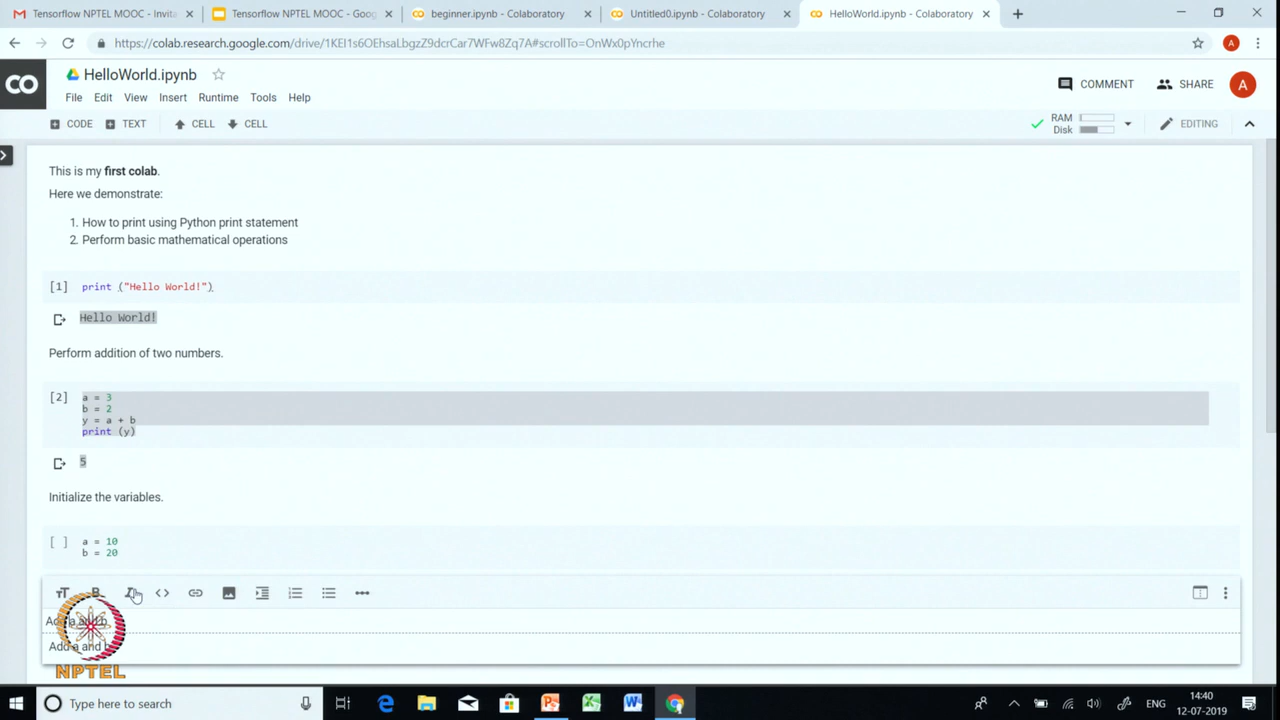 Tensorflow NPTEL MOOC - Invita
Tensorflow NPTEL MOOC - Goog
beginner.ipynb - Colaboratory
Untitled0.ipynb - Colaboratory
HelloWorld.ipynb - Colaboratory
https://colab.research.google.com/drive/1KEI1s6OEhsaLbgzZ9dcrCar7WFw8Zq7A#scrollTo=OnWx0pYncrhe
A
CO
HelloWorld.ipynb
COMMENT
SHARE
A
File Edit View Insert Runtime Tools Help
CODE TEXT CELL CELL
RAM
Disk
EDITING
This is my first colab.
Here we demonstrate:
1. How to print using Python print statement
2. Perform basic mathematical operations
[1] print ("Hello World!")
Hello World!
Perform addition of two numbers.
[2] a = 3
b = 2
y = a + b
print (y)
5
Initialize the variables.
[ ] a = 10
b = 20
Add a and b
Add a and b
NPTEL
Type here to search
ENG
14:40
12-07-2019